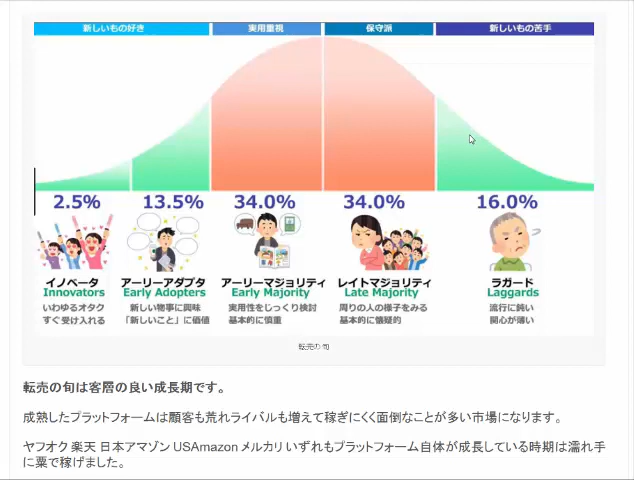 新しいもの好き 実用重視 保守派 新しいもの苦手
2.5% 13.5% 34.0% 34.0% 16.0%
イノベータ アーリーアダプタ アーリーマジョリティ レイトマジョリティ ラガード
Innovators Early Adopters Early Majority Late Majority Laggards
いわゆるオタク 新しい物事に興味 実用性をじっくり検討 周りの人の様子をみる 流行に鈍い
すぐ受け入れる 「新しいこと」に価値 基本的に慎重 基本的に懐疑的 関心が薄い
転売の旬
転売の旬は客層の良い成長期です。
成熟したプラットフォームは顧客も荒れライバルも増えて稼ぎにくく面倒なことが多い市場になります。
ヤフオク 楽天 日本アマゾン USAmazon メルカリ いずれもプラットフォーム自体が成長している時期は濡れ手
に粟で稼げました。